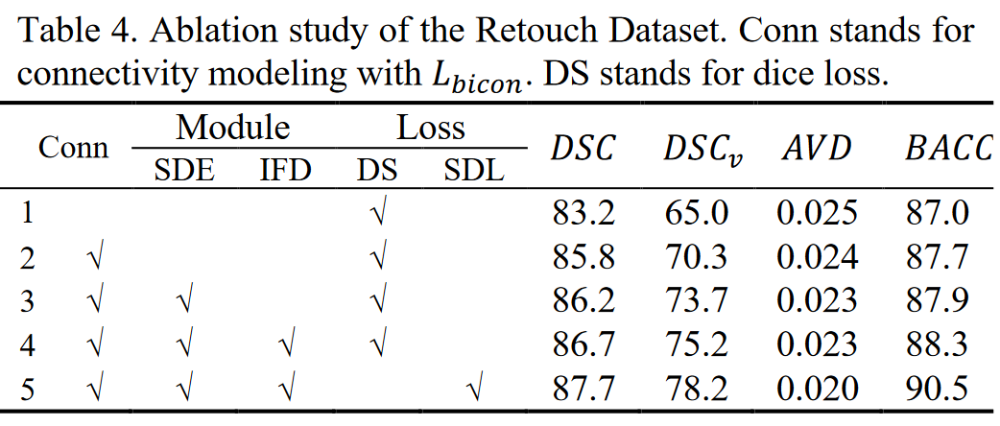 Table 4. Ablation study of the Retouch Dataset. Conn stands for
connectivity modeling with L_bicon. DS stands for dice loss.
Conn Module Loss DSC DSC_v AVD BACC
SDE IFD DS SDL
1 √ 83.2 65.0 0.025 87.0
2 √ √ 85.8 70.3 0.024 87.7
3 √ √ √ 86.2 73.7 0.023 87.9
4 √ √ √ √ 86.7 75.2 0.023 88.3
5 √ √ √ √ 87.7 78.2 0.020 90.5